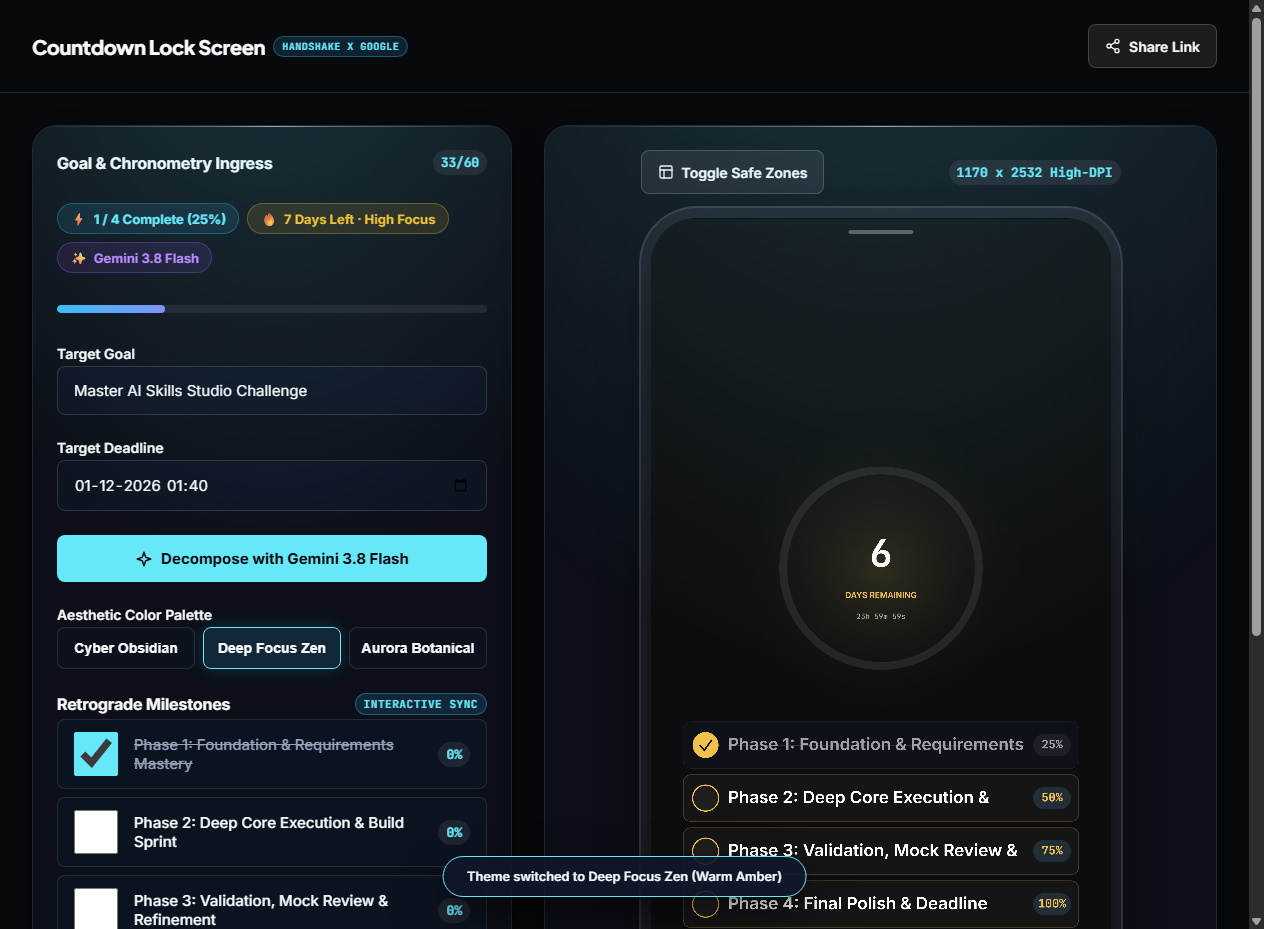 Countdown Lock Screen
HANDSHAKE X GOOGLE
Share Link
Goal & Chronometry Ingress
33/60
1 / 4 Complete (25%)
7 Days Left · High Focus
Gemini 3.8 Flash
Target Goal
Master AI Skills Studio Challenge
Target Deadline
01-12-2026 01:40
Decompose with Gemini 3.8 Flash
Aesthetic Color Palette
Cyber Obsidian
Deep Focus Zen
Aurora Botanical
Retrograde Milestones
INTERACTIVE SYNC
Phase 1: Foundation & Requirements
Mastery
0%
Phase 2: Deep Core Execution & Build
Sprint
0%
Phase 3: Validation, Mock Review &
Refinement
0%
Toggle Safe Zones
1170 x 2532 High-DPI
6
DAYS REMAINING
23h 59m 59s
Phase 1: Foundation & Requirements
25%
Phase 2: Deep Core Execution &
50%
Phase 3: Validation, Mock Review &
75%
Phase 4: Final Polish & Deadline
100%
Theme switched to Deep Focus Zen (Warm Amber)